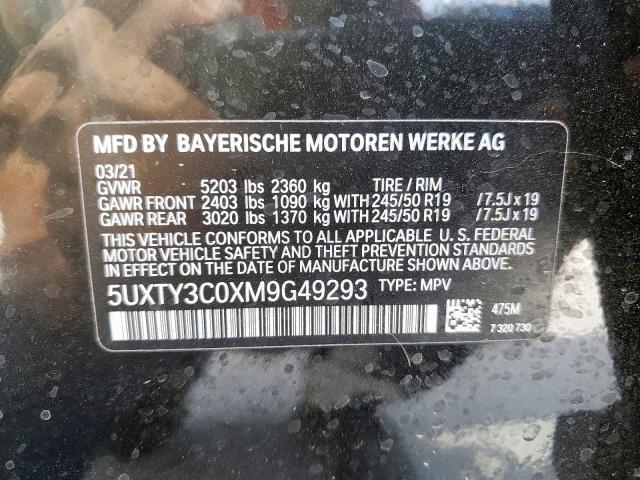 MFD BY BAYERISCHE MOTOREN WERKE AG
03/21
GVWR 5203 lbs 2360 kg TIRE / RIM
GAWR FRONT 2403 lbs 1090 kg WITH 245/50 R19 /7.5J x 19
GAWR REAR 3020 lbs 1370 kg WITH 245/50 R19 /7.5J x 19
THIS VEHICLE CONFORMS TO ALL APPLICABLE U. S. FEDERAL
MOTOR VEHICLE SAFETY AND THEFT PREVENTION STANDARDS
IN EFFECT ON THE DATE OF MANUFACTURE SHOWN ABOVE.
5UXTY3C0XM9G49293 TYPE: MPV
475M
7 320 730